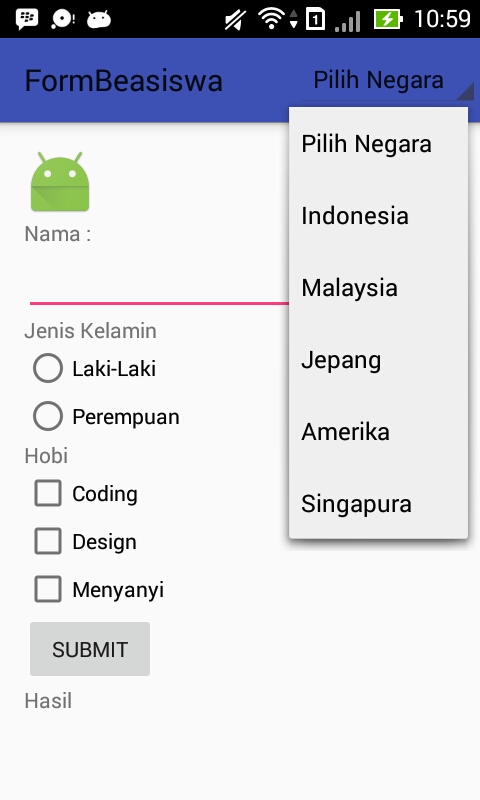 1
10:59
FormBeasiswa
Pilih Negara
Pilih Negara
Indonesia
Malaysia
Jepang
Amerika
Singapura
Nama :
Jenis Kelamin
Laki-Laki
Perempuan
Hobi
Coding
Design
Menyanyi
SUBMIT
Hasil